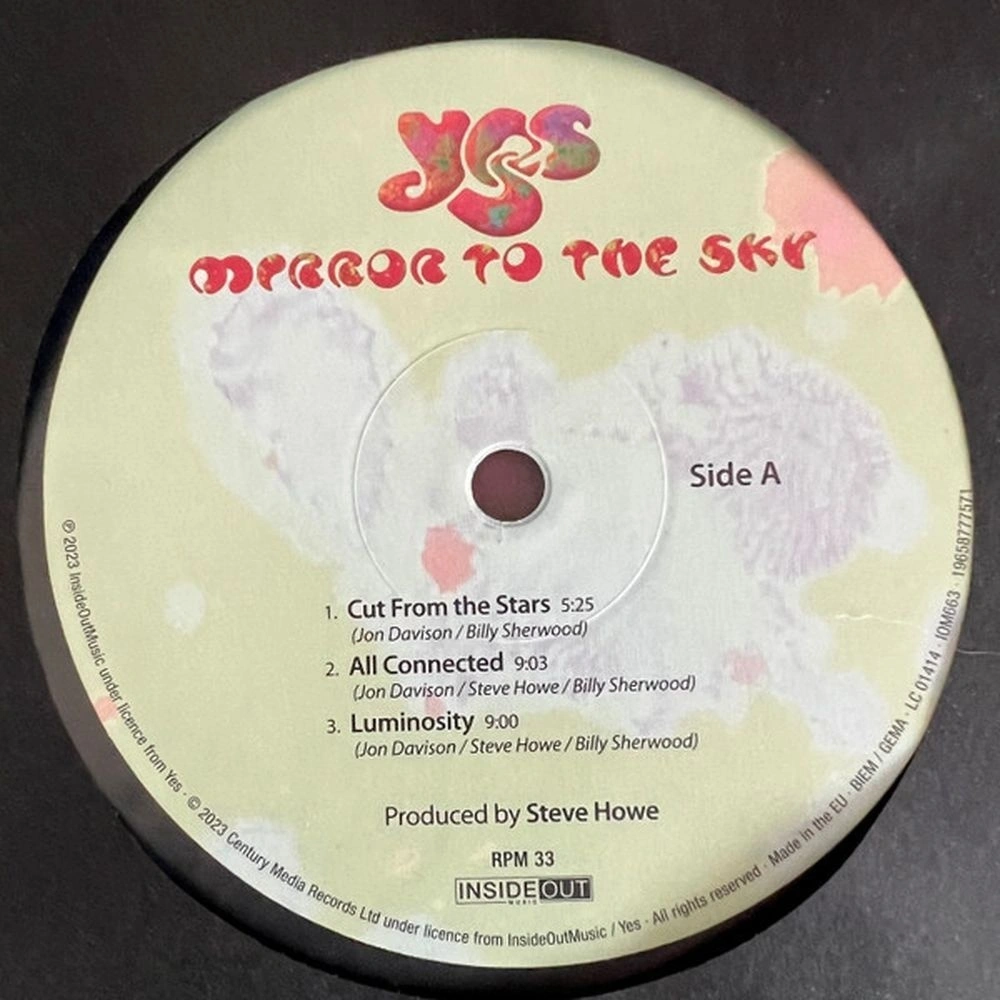 yes
MIRROR TO THE SKY
Side A
1. Cut From the Stars 5:25
(Jon Davison / Billy Sherwood)
2. All Connected 9:03
(Jon Davison / Steve Howe / Billy Sherwood)
3. Luminosity 9:00
(Jon Davison / Steve Howe / Billy Sherwood)
Produced by Steve Howe
RPM 33
INSIDEOUT
MUSIC
℗ 2023 InsideOutMusic under licence from Yes · © 2023 Century Media Records Ltd under licence from InsideOutMusic / Yes · All rights reserved · Made in the EU · BIEM / GEMA · LC 01414 · IOM663 · 19658777571